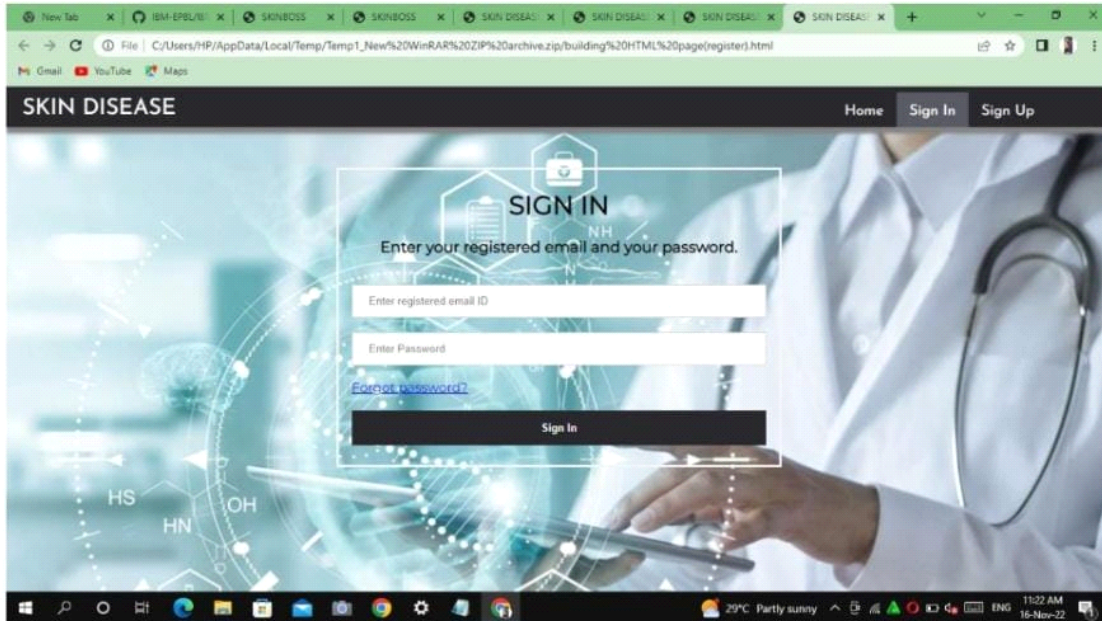 New Tab
IBM-EPBL/IB
SKINBOSS
SKINBOSS
SKIN DISEAS
SKIN DISEAS
SKIN DISEAS
SKIN DISEAS
File | C:/Users/HP/AppData/Local/Temp/Temp1_New%20WinRAR%20ZIP%20archive.zip/building%20HTML%20page(register).html
Gmail YouTube Maps
SKIN DISEASE
Home Sign In Sign Up
SIGN IN
NH
Enter your registered email and your password.
N
Enter registered email ID
Enter Password
OH
Forgot password?
Sign In
HS
OH
HN
29°C Partly sunny
ENG
11:22 AM
16-Nov-22